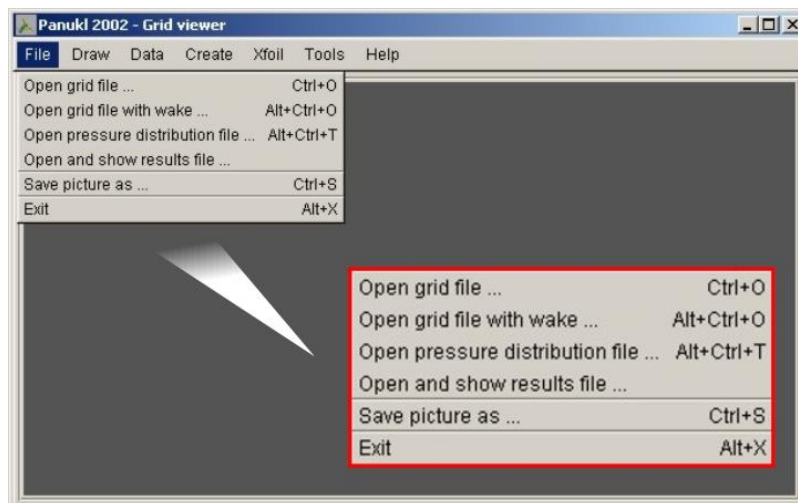 Panukl 2002 - Grid viewer
File Draw Data Create Xfoil Tools Help
Open grid file ... Ctrl+O
Open grid file with wake ... Alt+Ctrl+O
Open pressure distribution file ... Alt+Ctrl+T
Open and show results file ...
Save picture as ... Ctrl+S
Exit Alt+X
Open grid file ... Ctrl+O
Open grid file with wake ... Alt+Ctrl+O
Open pressure distribution file ... Alt+Ctrl+T
Open and show results file ...
Save picture as ... Ctrl+S
Exit Alt+X